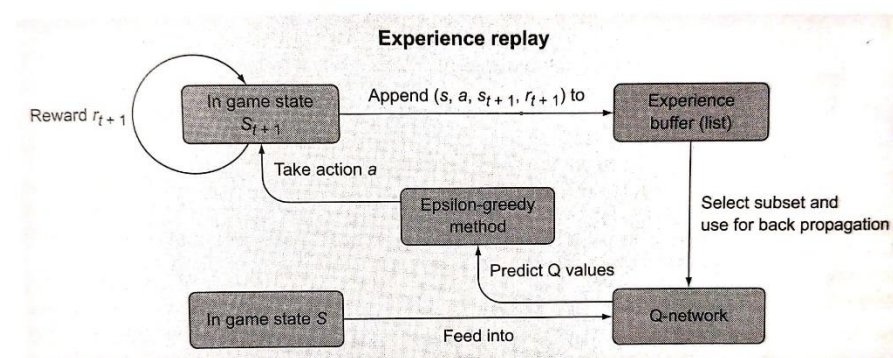 Experience replay
Reward r_{t+1}
In game state
S_{t+1}
Append (s, a, s_{t+1}, r_{t+1}) to
Experience
buffer (list)
Take action a
Epsilon-greedy
method
Select subset and
use for back propagation
Predict Q values
In game state S
Feed into
Q-network